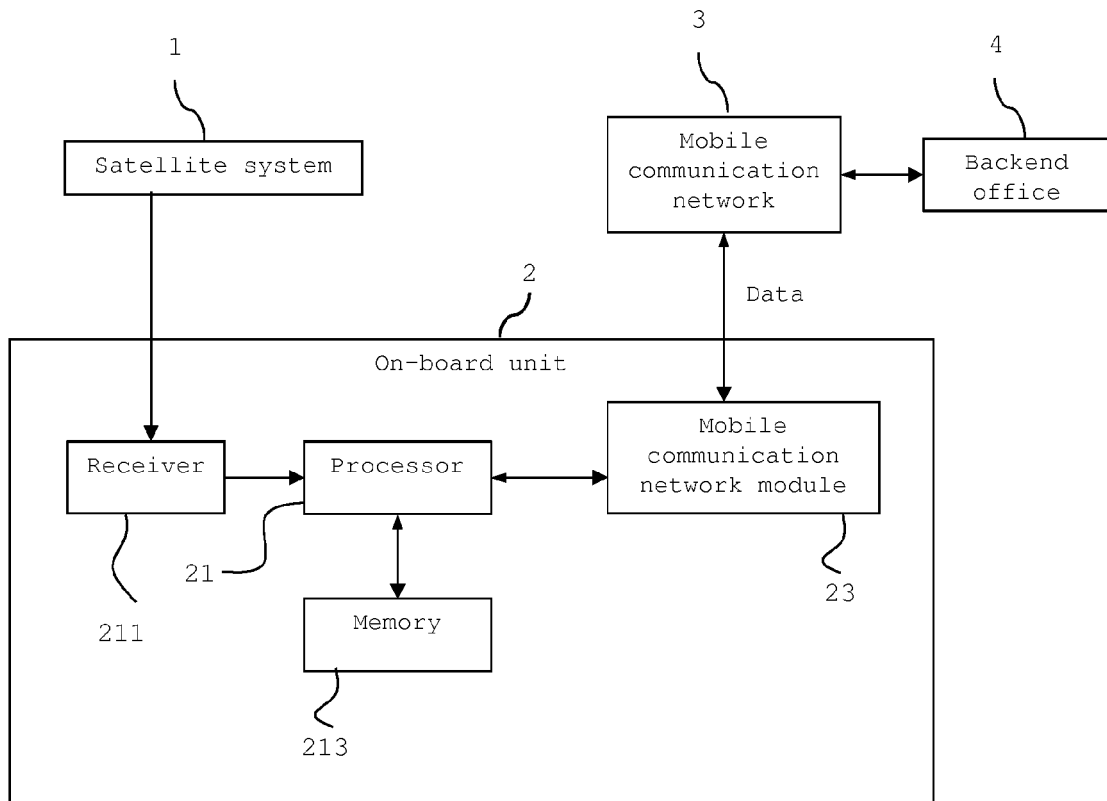 1
3
4
Satellite system
Mobile
communication
network
Backend
office
2
Data
On-board unit
Receiver
Processor
Mobile
communication
network module
21
23
211
Memory
213